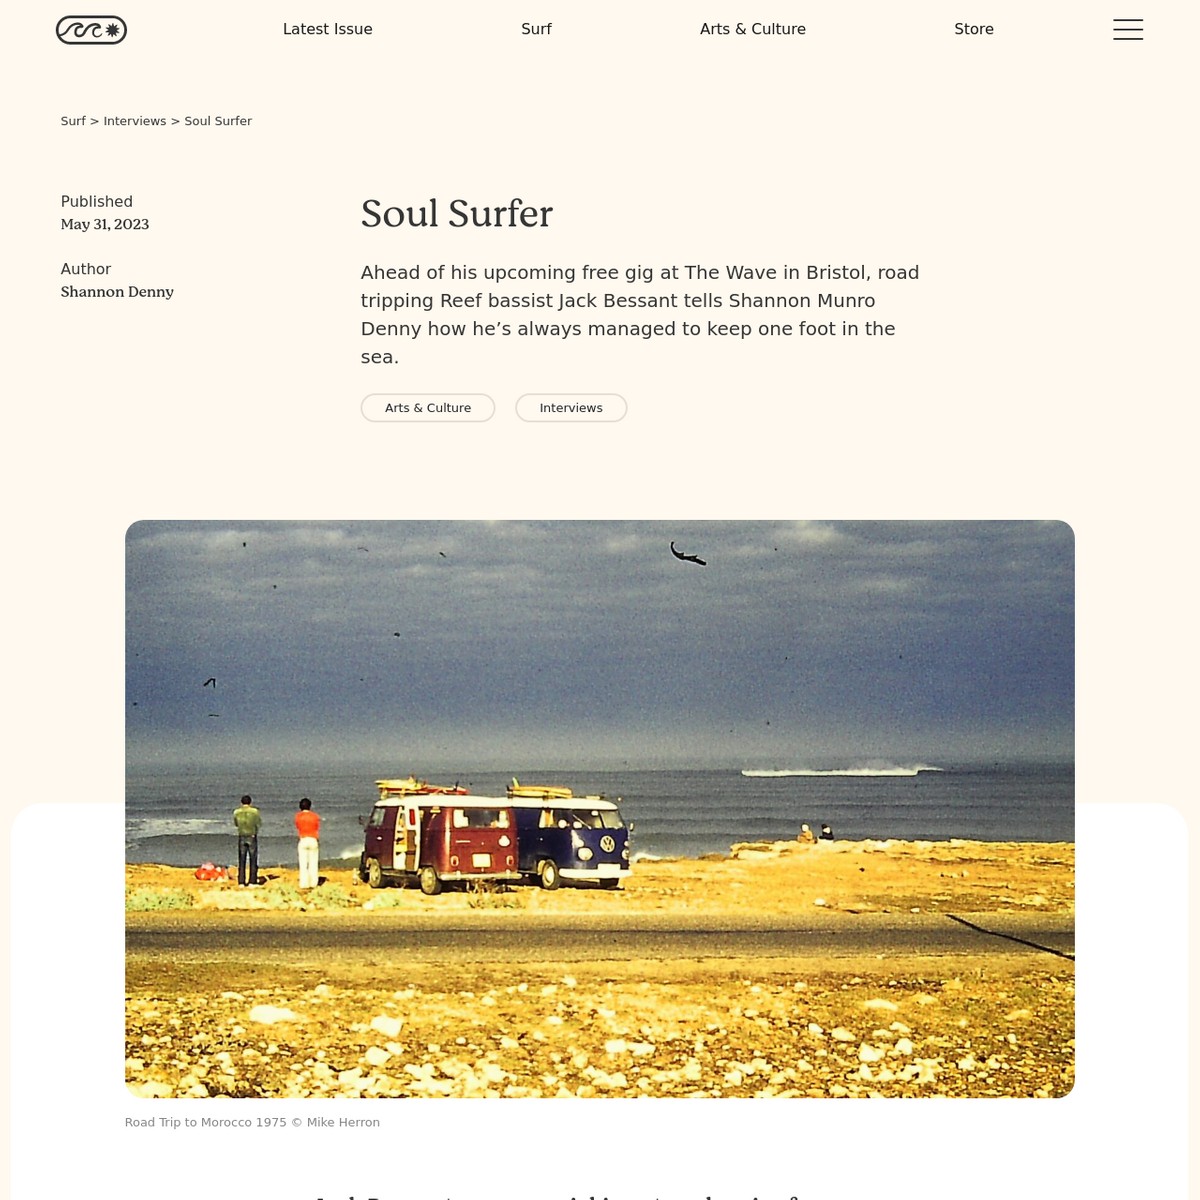 Latest Issue
Surf
Arts & Culture
Store
Surf > Interviews > Soul Surfer
Published
May 31, 2023
Author
Shannon Denny
Soul Surfer
Ahead of his upcoming free gig at The Wave in Bristol, road
tripping Reef bassist Jack Bessant tells Shannon Munro
Denny how he’s always managed to keep one foot in the
sea.
Arts & Culture
Interviews
Road Trip to Morocco 1975 © Mike Herron